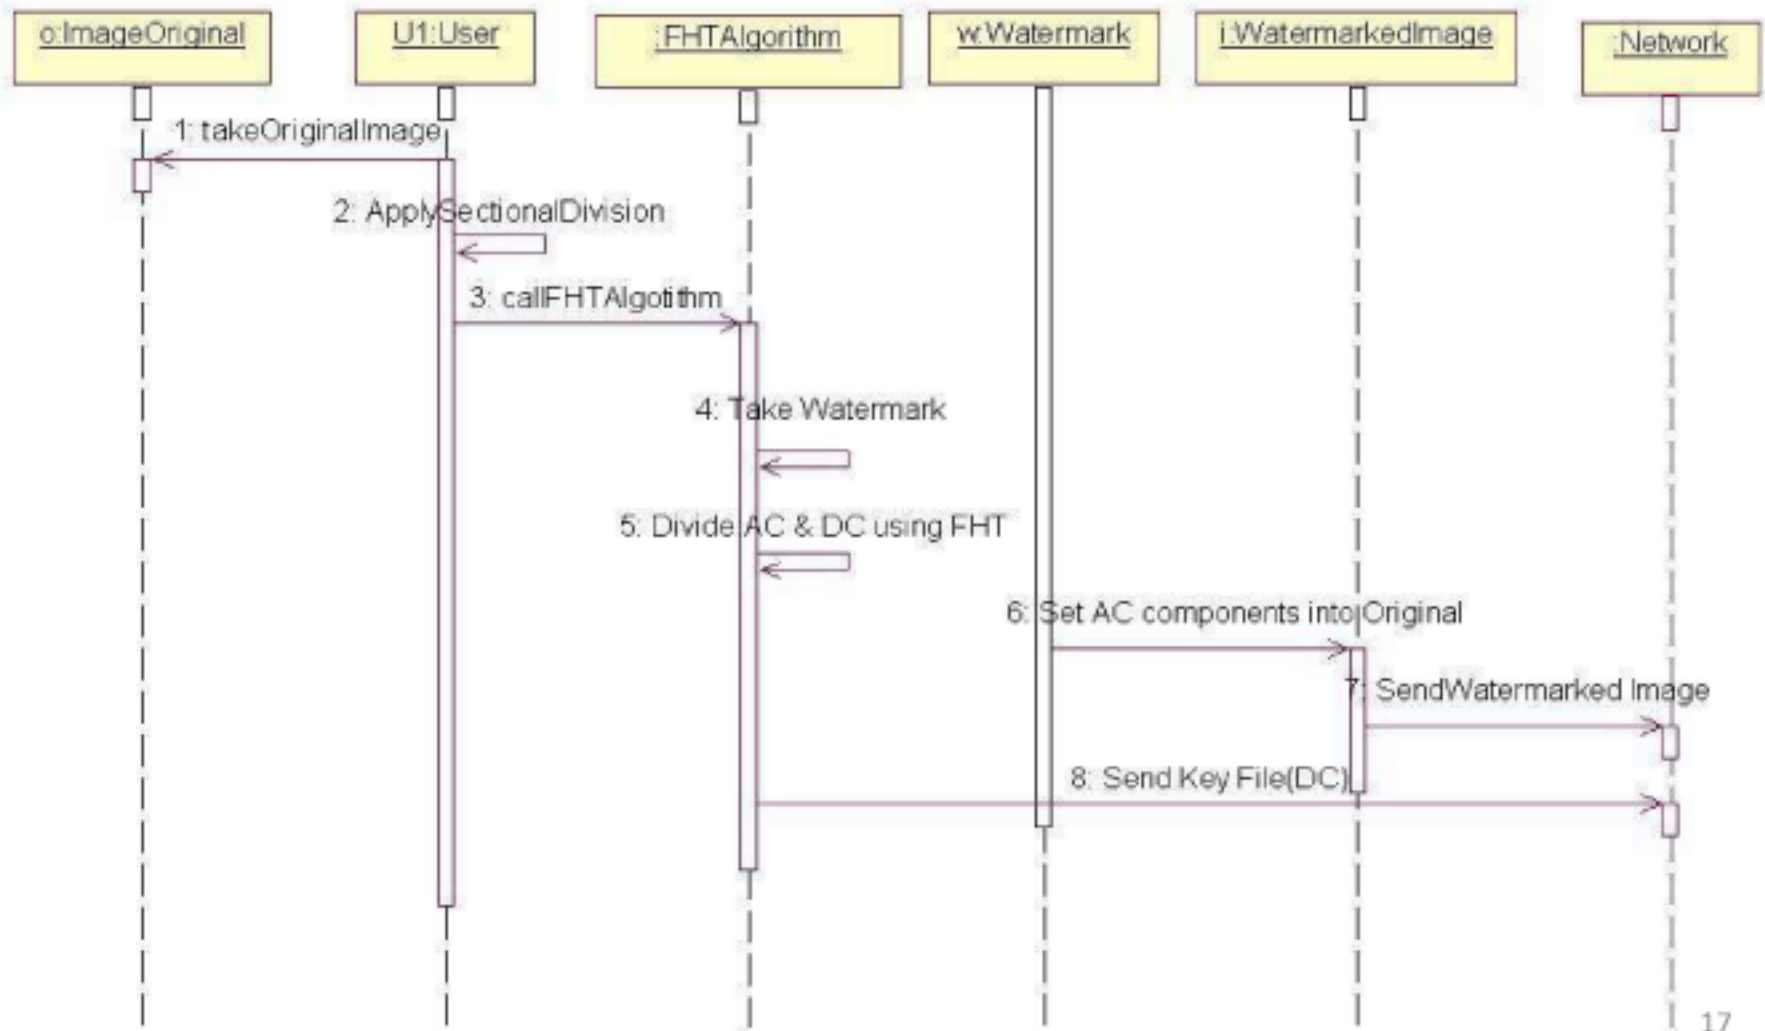 o:ImageOriginal
U1:User
:FHTAlgorithm
w:Watermark
i:WatermarkedImage
:Network
1: takeOriginalImage
2: ApplySectionalDivision
3: callFHTAlgotithm
4: Take Watermark
5: Divide AC & DC using FHT
6: Set AC components into Original
7: SendWatermarked Image
8: Send Key File(DC)
17